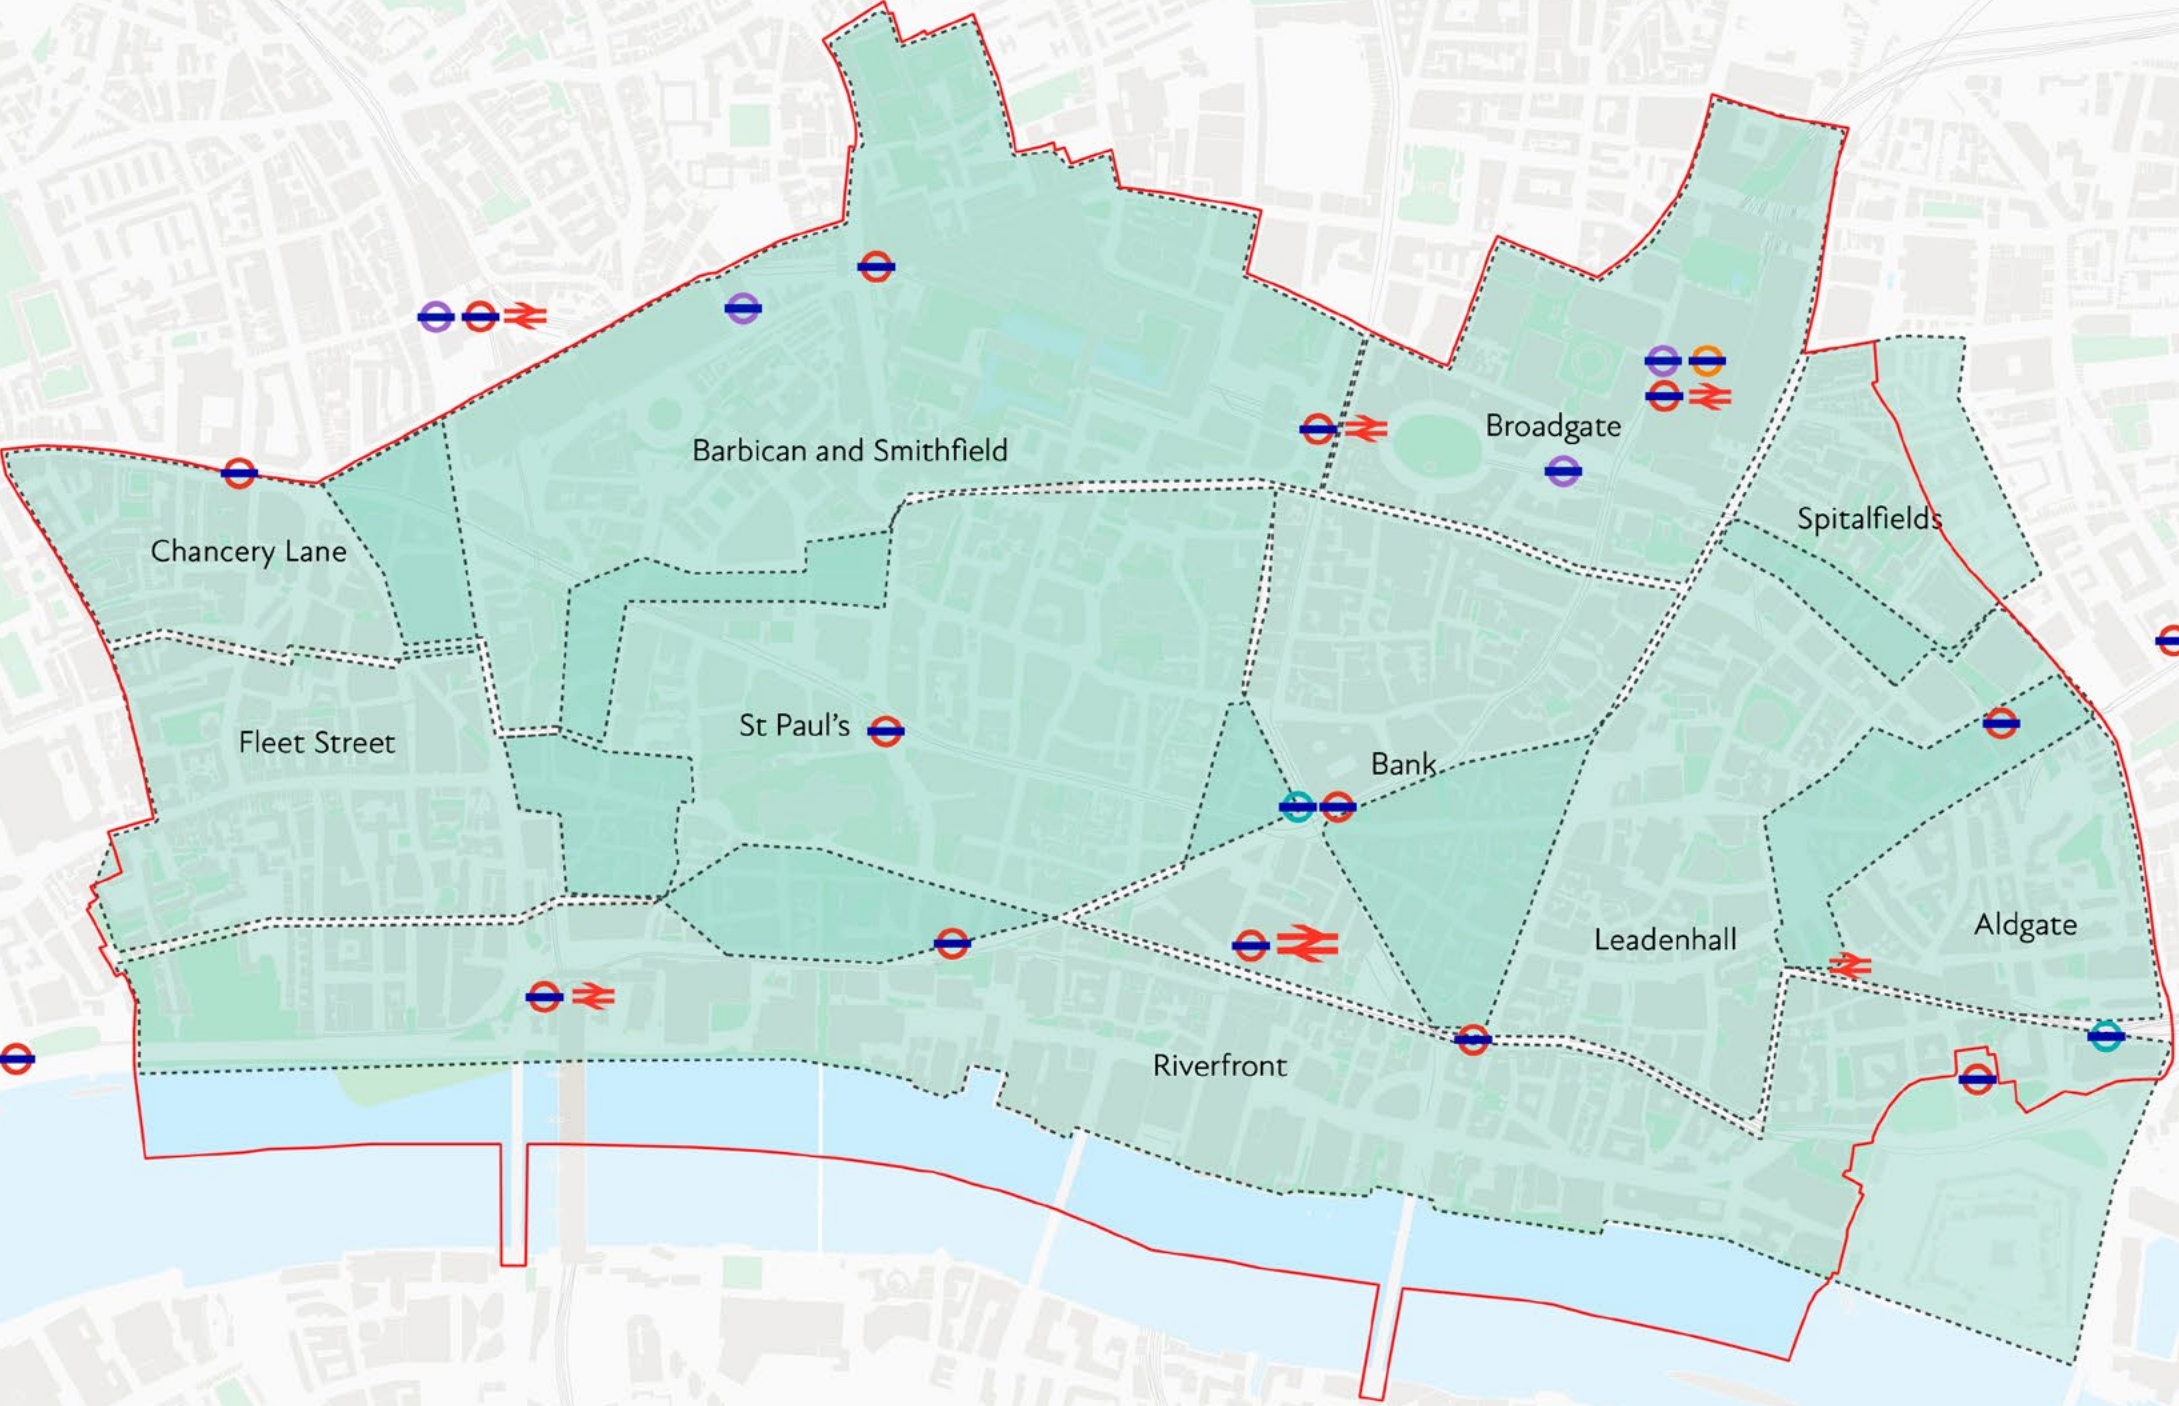 Broadgate
Barbican and Smithfield
Spitalfields
Chancery Lane
St Paul's
Fleet Street
Bank
Aldgate
Leadenhall
Riverfront